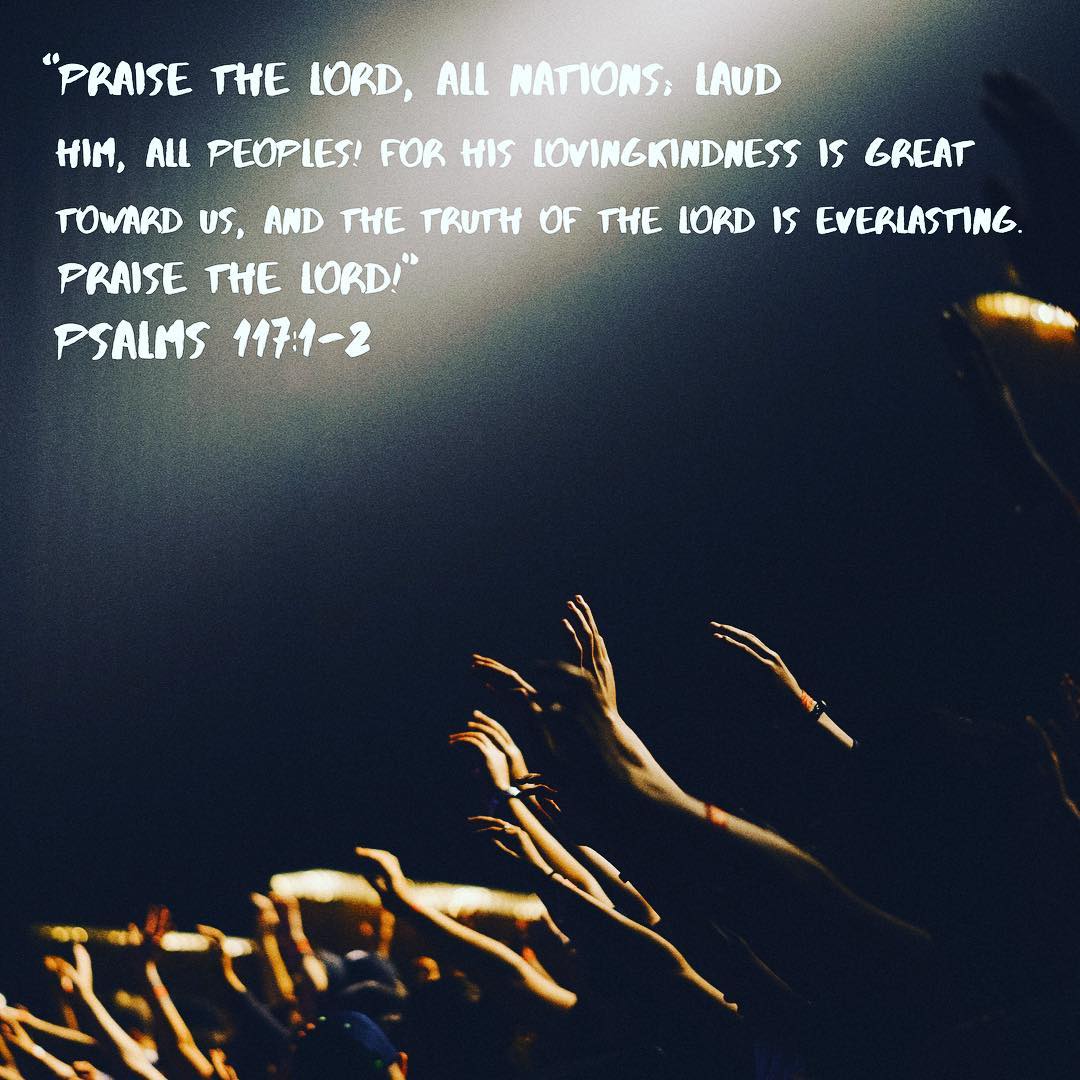 "PRAISE THE LORD, ALL NATIONS; LAUD
HIM, ALL PEOPLES! FOR HIS LOVINGKINDNESS IS GREAT
TOWARD US, AND THE TRUTH OF THE LORD IS EVERLASTING.
PRAISE THE LORD!"
PSALMS 117:1-2